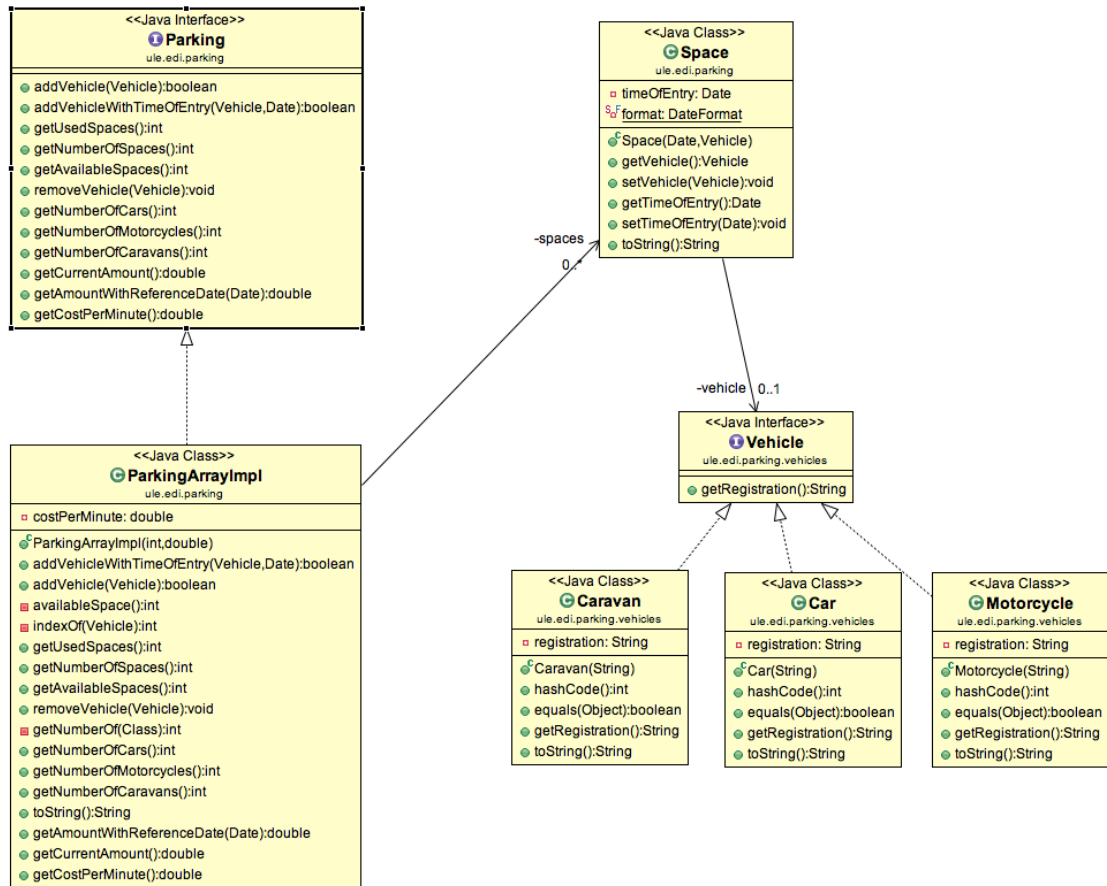 <<Java Interface>>
Parking
ule.edi.parking
addVehicle(Vehicle):boolean
addVehicleWithTimeOfEntry(Vehicle,Date):boolean
getUsedSpaces():int
getNumberOfSpaces():int
getAvailableSpaces():int
removeVehicle(Vehicle):void
getNumberOfCars():int
getNumberOfMotorcycles():int
getNumberOfCaravans():int
getCurrentAmount():double
getAmountWithReferenceDate(Date):double
getCostPerMinute():double
<<Java Class>>
Space
ule.edi.parking
timeOfEntry: Date
S F format: DateFormat
Space(Date,Vehicle)
getVehicle():Vehicle
setVehicle(Vehicle):void
getTimeOfEntry():Date
setTimeOfEntry(Date):void
toString():String
-spaces
0..*
-vehicle 0..1
<<Java Interface>>
Vehicle
ule.edi.parking.vehicles
getRegistration():String
<<Java Class>>
ParkingArrayImpl
ule.edi.parking
costPerMinute: double
ParkingArrayImpl(int,double)
addVehicleWithTimeOfEntry(Vehicle,Date):boolean
addVehicle(Vehicle):boolean
availableSpace():int
indexOf(Vehicle):int
getUsedSpaces():int
getNumberOfSpaces():int
getAvailableSpaces():int
removeVehicle(Vehicle):void
getNumberOf(Class):int
getNumberOfCars():int
getNumberOfMotorcycles():int
getNumberOfCaravans():int
toString():String
getAmountWithReferenceDate(Date):double
getCurrentAmount():double
getCostPerMinute():double
<<Java Class>>
Caravan
ule.edi.parking.vehicles
registration: String
Caravan(String)
hashCode():int
equals(Object):boolean
getRegistration():String
toString():String
<<Java Class>>
Car
ule.edi.parking.vehicles
registration: String
Car(String)
hashCode():int
equals(Object):boolean
getRegistration():String
toString():String
<<Java Class>>
Motorcycle
ule.edi.parking.vehicles
registration: String
Motorcycle(String)
hashCode():int
equals(Object):boolean
getRegistration():String
toString():String